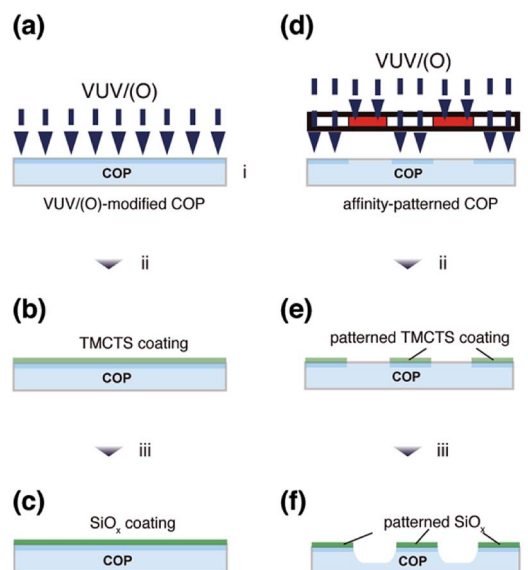 (a)
VUV/(O)
COP
i
VUV/(O)-modified COP
ii
(b)
TMCTS coating
COP
iii
(c)
SiOx coating
COP
(d)
VUV/(O)
COP
affinity-patterned COP
ii
(e)
patterned TMCTS coating
COP
iii
(f)
patterned SiOx
COP